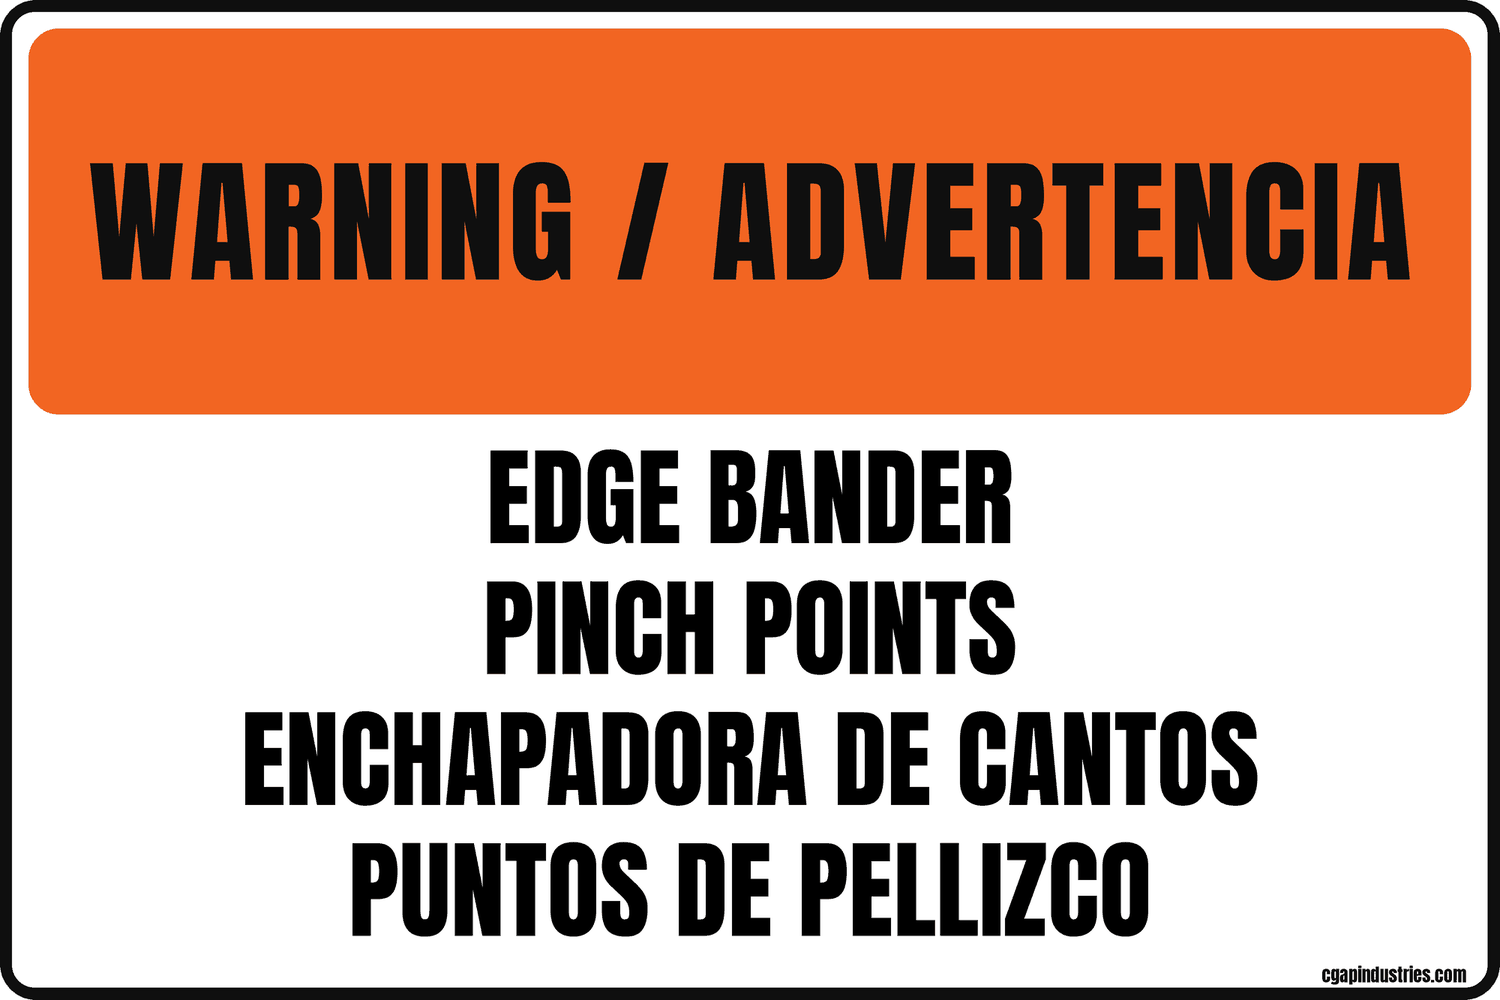 WARNING / ADVERTENCIA
EDGE BANDER
PINCH POINTS
ENCHAPADORA DE CANTOS
PUNTOS DE PELLIZCO
cgapindustries.com